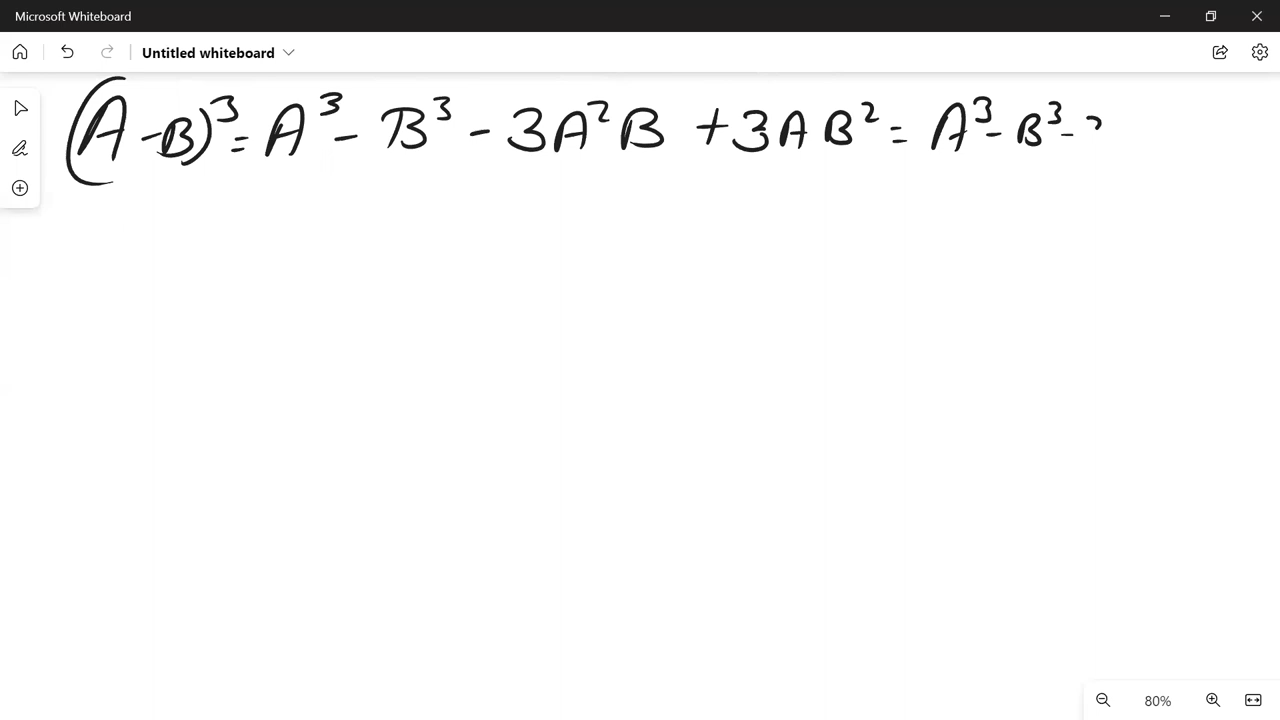 Microsoft Whiteboard
Untitled whiteboard
(A - B)³ = A³ - B³ - 3A²B + 3AB² = A³ - B³ -
80%